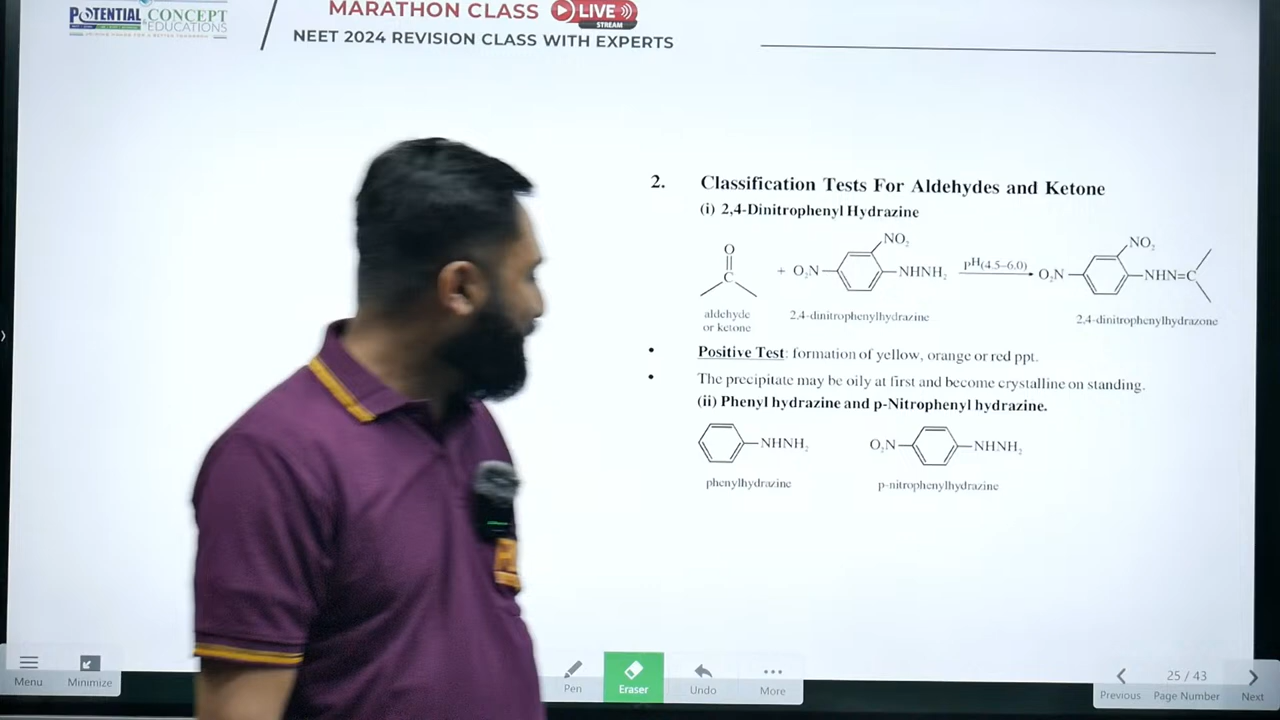 POTENTIAL CONCEPT
EDUCATIONS
MARATHON CLASS LIVE
STREAM
NEET 2024 REVISION CLASS WITH EXPERTS
2. Classification Tests For Aldehydes and Ketone
(i) 2,4-Dinitrophenyl Hydrazine
O
C
+ O₂N NO₂ NHNH₂ pH(4.5–6.0) O₂N NO₂ NHN=C
aldehyde
or ketone
2,4-dinitrophenylhydrazine
2,4-dinitrophenylhydrazone
• Positive Test: formation of yellow, orange or red ppt.
• The precipitate may be oily at first and become crystalline on standing.
(ii) Phenyl hydrazine and p-Nitrophenyl hydrazine.
NHNH₂ O₂N NHNH₂
phenylhydrazine p-nitrophenylhydrazine
Menu Minimize Pen Eraser Undo More
25 / 43
Previous Page Number Next